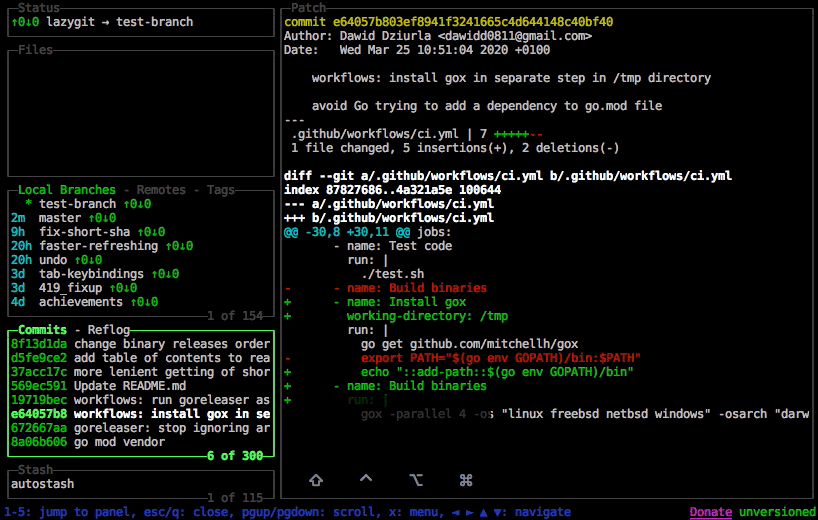 Status
↑0↓0 lazygit → test-branch
Files
Local Branches - Remotes - Tags
* test-branch ↑0↓0
2m master ↑0↓0
9h fix-short-sha ↑0↓0
20h faster-refreshing ↑0↓0
20h undo ↑0↓0
3d tab-keybindings ↑0↓0
3d 419_fixup ↑0↓0
4d achievements ↑0↓0
1 of 154
Commits - Reflog
8f13d1da change binary releases order
d5fe9ce2 add table of contents to rea
37acc17c more lenient getting of shor
569ec591 Update README.md
19719bec workflows: run goreleaser as
e64057b8 workflows: install gox in se
672667aa goreleaser: stop ignoring ar
8a06b606 go mod vendor
6 of 300
Stash
autostash
1 of 115
Patch
commit e64057b803ef8941f3241665c4d644148c40bf40
Author: Dawid Dziurla <dawidd0811@gmail.com>
Date:   Wed Mar 25 10:51:04 2020 +0100
workflows: install gox in separate step in /tmp directory
avoid Go trying to add a dependency to go.mod file
---
.github/workflows/ci.yml | 7 +++++--
1 file changed, 5 insertions(+), 2 deletions(-)
diff --git a/.github/workflows/ci.yml b/.github/workflows/ci.yml
index 87827686..4a321a5e 100644
--- a/.github/workflows/ci.yml
+++ b/.github/workflows/ci.yml
@@ -30,8 +30,11 @@ jobs:
- name: Test code
run: |
./test.sh
-      - name: Build binaries
+      - name: Install gox
+        working-directory: /tmp
run: |
go get github.com/mitchellh/gox
-          export PATH="$(go env GOPATH)/bin:$PATH"
+          echo "::add-path::$(go env GOPATH)/bin"
+      - name: Build binaries
+        run: |
gox -parallel 4 -os "linux freebsd netbsd windows" -osarch "darw
⇧ ^ ⌥ ⌘
1-5: jump to panel, esc/q: close, pgup/pgdown: scroll, x: menu, ◄ ► ▲ ▼: navigate
Donate unversioned